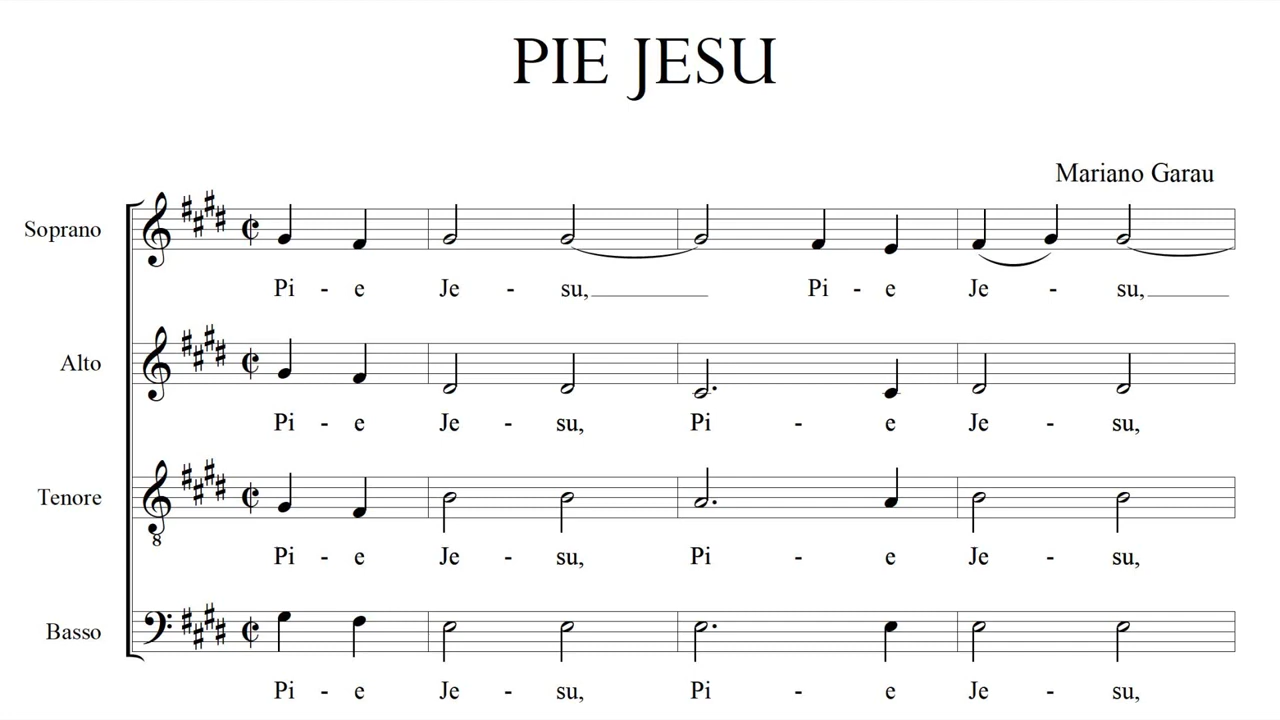 PIE JESU
Mariano Garau
Soprano
Pi - e Je - su, Pi - e Je - su,
Alto
Pi - e Je - su, Pi - e Je - su,
Tenore
8
Pi - e Je - su, Pi - e Je - su,
Basso
Pi - e Je - su, Pi - e Je - su,